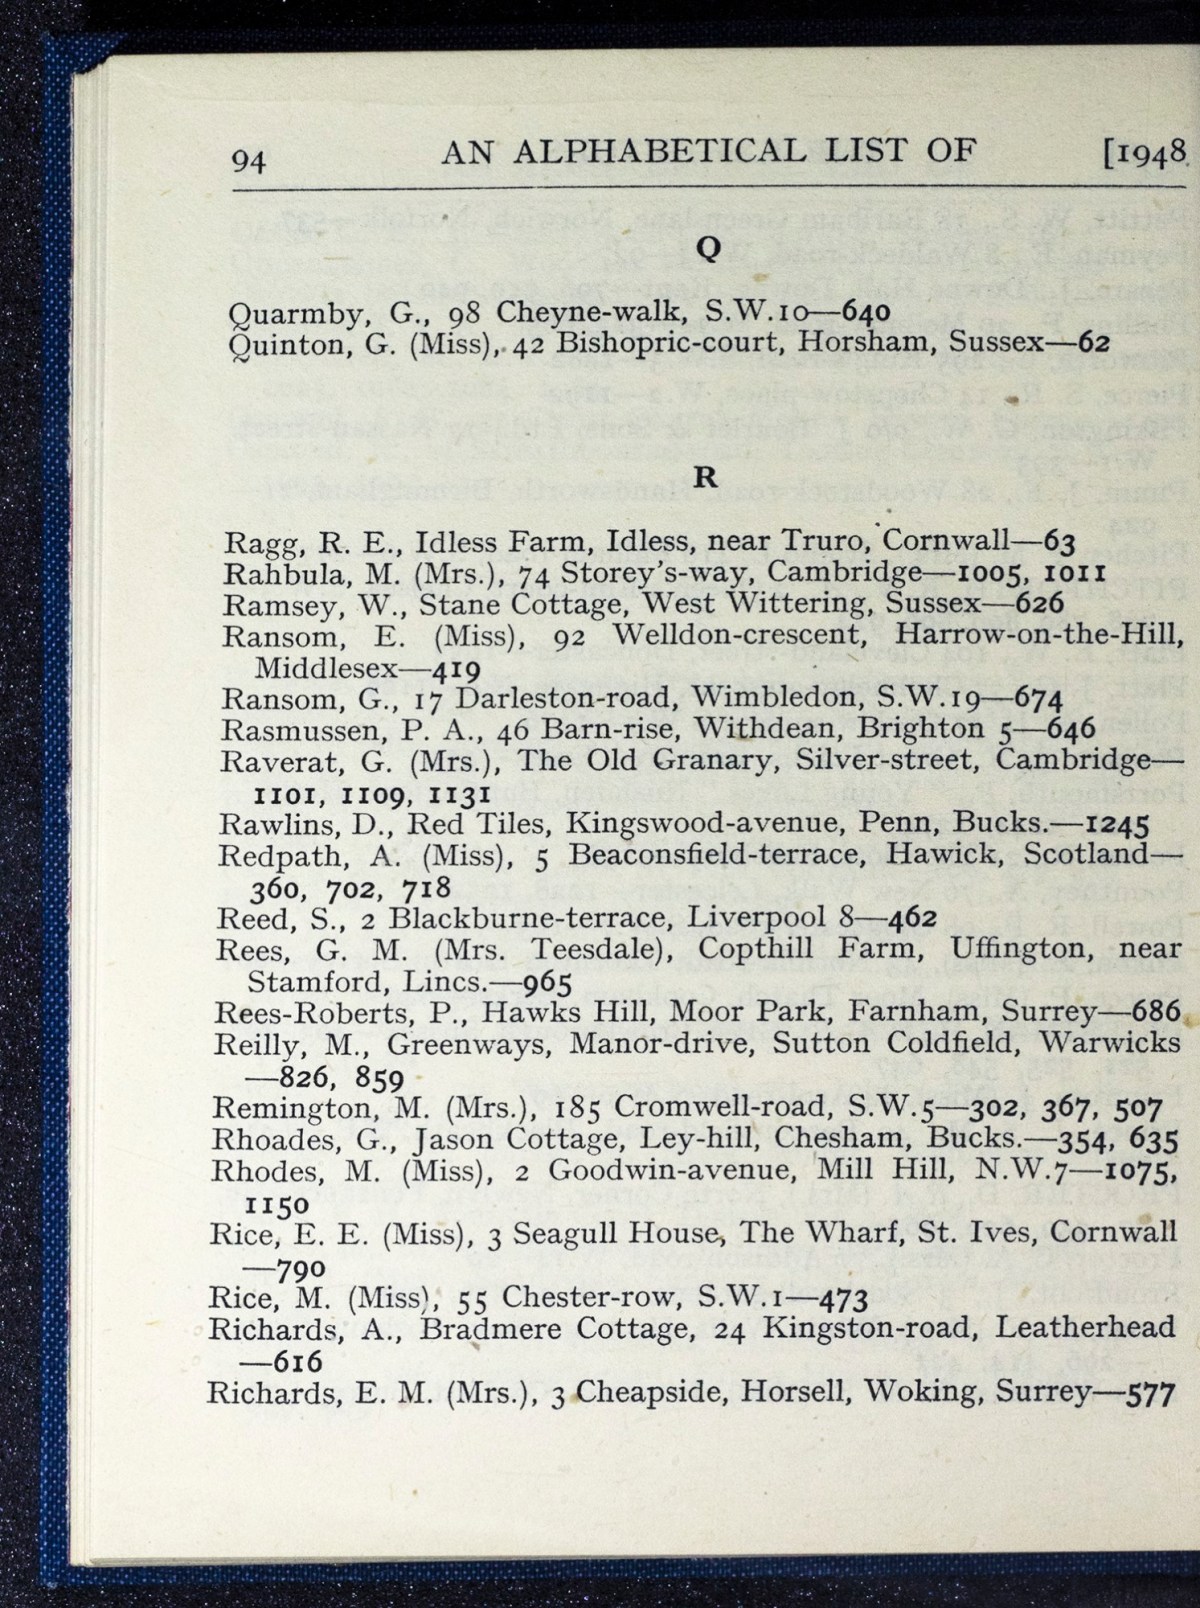 94 AN ALPHABETICAL LIST OF [1948
Q
Quarmby, G., 98 Cheyne-walk, S.W.10—640
Quinton, G. (Miss), 42 Bishopric-court, Horsham, Sussex—62
R
Ragg, R. E., Idless Farm, Idless, near Truro, Cornwall—63
Rahbula, M. (Mrs.), 74 Storey's-way, Cambridge—1005, 1011
Ramsey, W., Stane Cottage, West Wittering, Sussex—626
Ransom, E. (Miss), 92 Welldon-crescent, Harrow-on-the-Hill,
Middlesex—419
Ransom, G., 17 Darleston-road, Wimbledon, S.W.19—674
Rasmussen, P. A., 46 Barn-rise, Withdean, Brighton 5—646
Raverat, G. (Mrs.), The Old Granary, Silver-street, Cambridge—
1101, 1109, 1131
Rawlins, D., Red Tiles, Kingswood-avenue, Penn, Bucks.—1245
Redpath, A. (Miss), 5 Beaconsfield-terrace, Hawick, Scotland—
360, 702, 718
Reed, S., 2 Blackburne-terrace, Liverpool 8—462
Rees, G. M. (Mrs. Teesdale), Copthill Farm, Uffington, near
Stamford, Lincs.—965
Rees-Roberts, P., Hawks Hill, Moor Park, Farnham, Surrey—686
Reilly, M., Greenways, Manor-drive, Sutton Coldfield, Warwicks
—826, 859
Remington, M. (Mrs.), 185 Cromwell-road, S.W.5—302, 367, 507
Rhoades, G., Jason Cottage, Ley-hill, Chesham, Bucks.—354, 635
Rhodes, M. (Miss), 2 Goodwin-avenue, Mill Hill, N.W.7—1075,
1150
Rice, E. E. (Miss), 3 Seagull House, The Wharf, St. Ives, Cornwall
—790
Rice, M. (Miss), 55 Chester-row, S.W.1—473
Richards, A., Bradmere Cottage, 24 Kingston-road, Leatherhead
—616
Richards, E. M. (Mrs.), 3 Cheapside, Horsell, Woking, Surrey—577